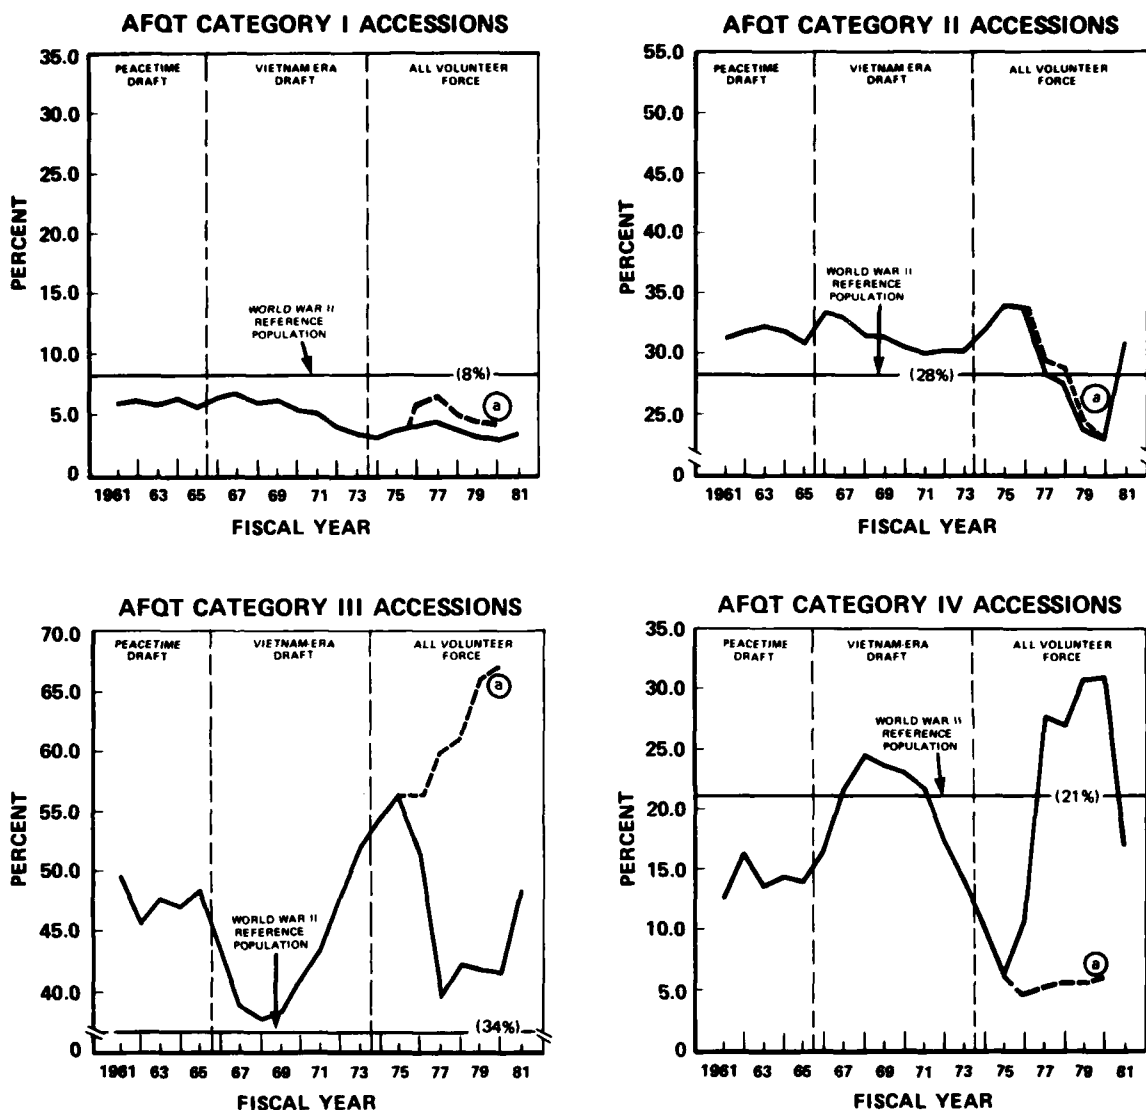 AFQT CATEGORY I ACCESSIONS
35.0
30.0
25.0
20.0
15.0
10.0
5.0
0
PERCENT
PEACETIME
DRAFT
VIETNAM-ERA
DRAFT
ALL VOLUNTEER
FORCE
WORLD WAR II
REFERENCE
POPULATION
(8%)
a
1961 63 65 67 69 71 73 75 77 79 81
FISCAL YEAR
AFQT CATEGORY II ACCESSIONS
55.0
50.0
45.0
40.0
35.0
30.0
25.0
0
PERCENT
PEACETIME
DRAFT
VIETNAM-ERA
DRAFT
ALL VOLUNTEER
FORCE
WORLD WAR II
REFERENCE
POPULATION
(28%)
a
1961 63 65 67 69 71 73 75 77 79 81
FISCAL YEAR
AFQT CATEGORY III ACCESSIONS
70.0
65.0
60.0
55.0
50.0
45.0
40.0
0
PERCENT
PEACETIME
DRAFT
VIETNAM-ERA
DRAFT
ALL VOLUNTEER
FORCE
a
WORLD WAR II
REFERENCE
POPULATION
(34%)
1961 63 65 67 69 71 73 75 77 79 81
FISCAL YEAR
AFQT CATEGORY IV ACCESSIONS
35.0
30.0
25.0
20.0
15.0
10.0
5.0
0
PERCENT
PEACETIME
DRAFT
VIETNAM-ERA
DRAFT
ALL VOLUNTEER
FORCE
WORLD WAR II
REFERENCE
POPULATION
(21%)
a
1961 63 65 67 69 71 73 75 77 79 81
FISCAL YEAR